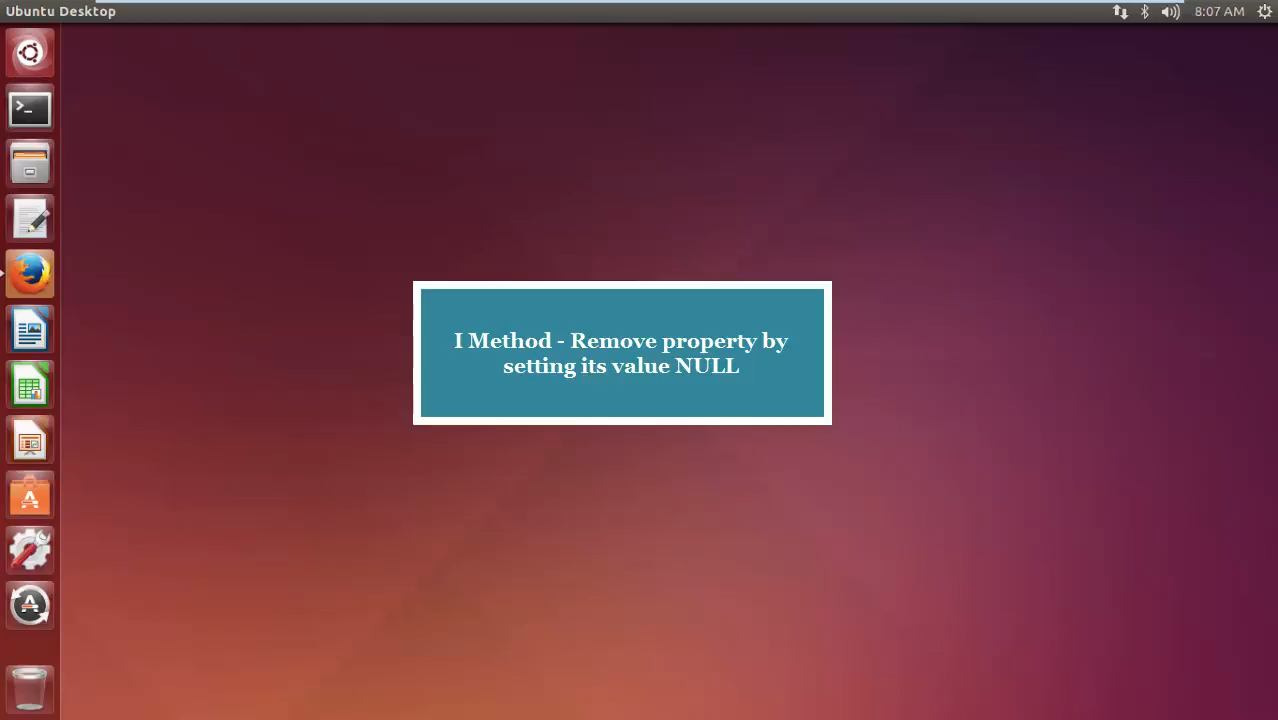 Ubuntu Desktop
8:07 AM
I Method - Remove property by
setting its value NULL